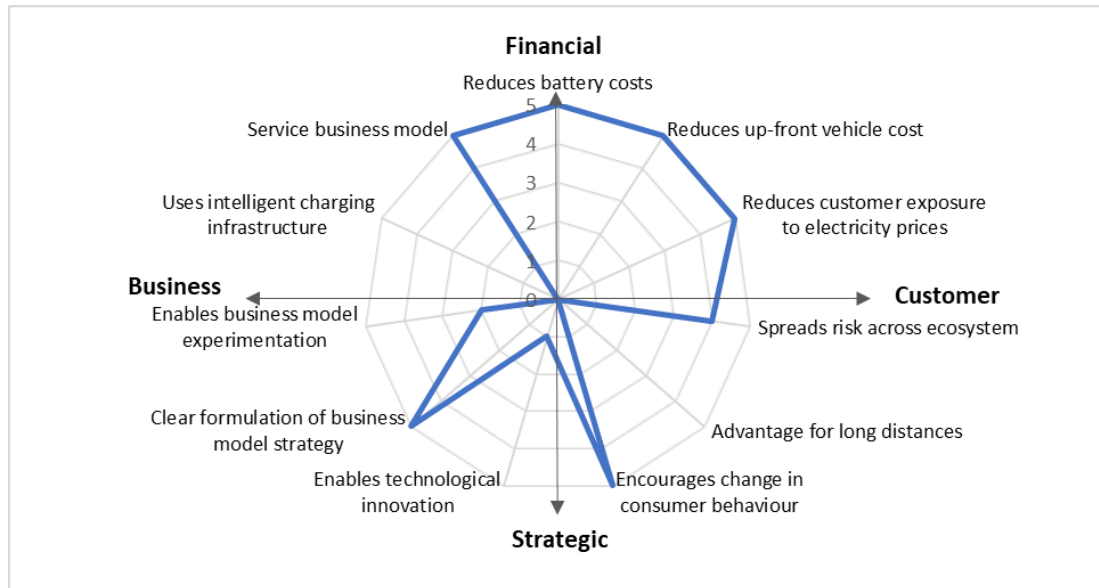 Financial
Reduces battery costs
5
Service business model
Reduces up-front vehicle cost
4
3
Uses intelligent charging
infrastructure
Reduces customer exposure
to electricity prices
2
1
Business
0
Customer
Enables business model
experimentation
Spreads risk across ecosystem
Clear formulation of business
model strategy
Advantage for long distances
Enables technological
innovation
Encourages change in
consumer behaviour
Strategic